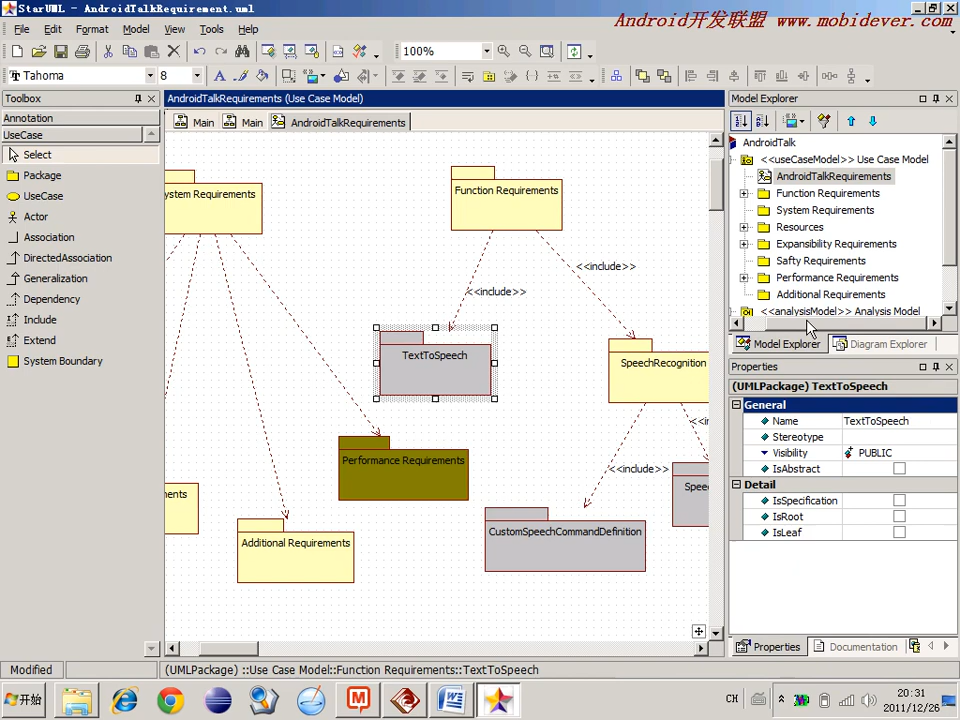 StarUML - AndroidTalkRequirement.uml
Android开发联盟 www.mobidever.com
File Edit Format Model View Tools Help
100%
Tahoma 8
Toolbox
Annotation
UseCase
Select
Package
UseCase
Actor
Association
DirectedAssociation
Generalization
Dependency
Include
Extend
System Boundary
AndroidTalkRequirements (Use Case Model)
Main Main AndroidTalkRequirements
ystem Requirements
Function Requirements
<<include>>
<<include>>
TextToSpeech
SpeechRecognition
Performance Requirements
<<i
<<include>>
nents
Spee
Additional Requirements
CustomSpeechCommandDefinition
Model Explorer
AndroidTalk
<<useCaseModel>> Use Case Model
AndroidTalkRequirements
Function Requirements
System Requirements
Resources
Expansibility Requirements
Safty Requirements
Performance Requirements
Additional Requirements
<<analysisModel>> Analysis Model
Model Explorer Diagram Explorer
Properties
(UMLPackage) TextToSpeech
General
Name TextToSpeech
Stereotype
Visibility PUBLIC
IsAbstract
Detail
IsSpecification
IsRoot
IsLeaf
Properties Documentation
Modified
(UMLPackage) ::Use Case Model::Function Requirements::TextToSpeech
开始
CH
20:31
2011/12/26